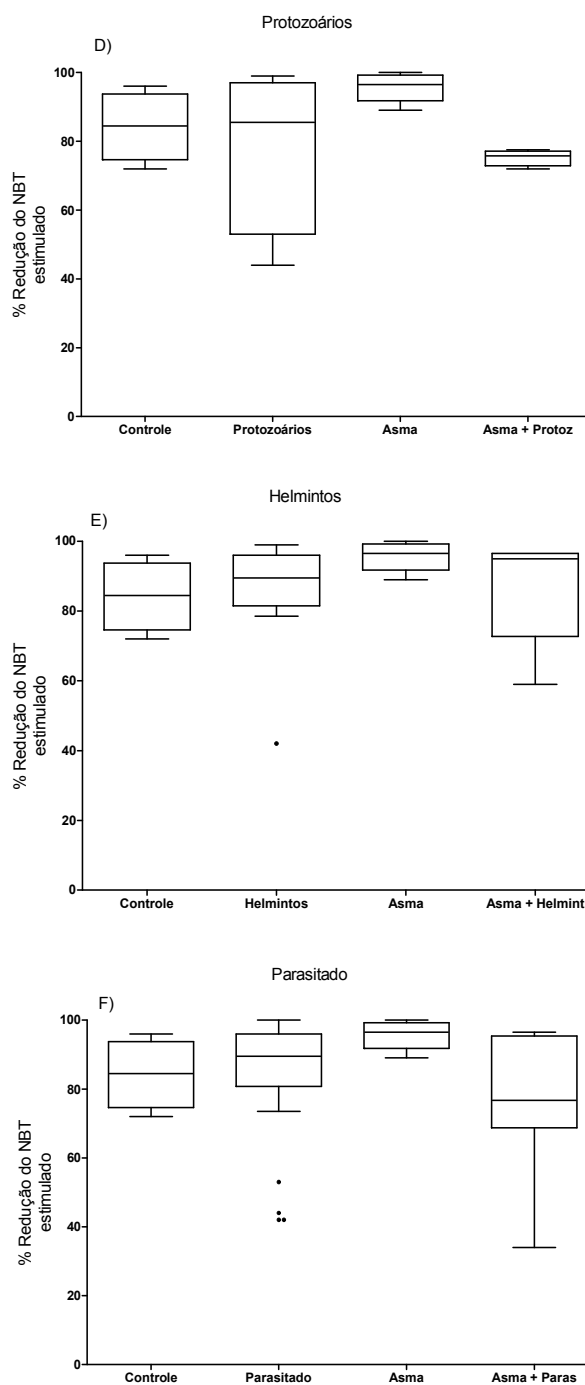 Protozoários
D)
% Redução do NBT
estimulado
100
80
60
40
20
0
Controle Protozoários Asma Asma + Protoz
Helmintos
E)
% Redução do NBT
estimulado
100
80
60
40
20
0
Controle Helmintos Asma Asma + Helmint
Parasitado
F)
% Redução do NBT
estimulado
100
80
60
40
20
0
Controle Parasitado Asma Asma + Paras